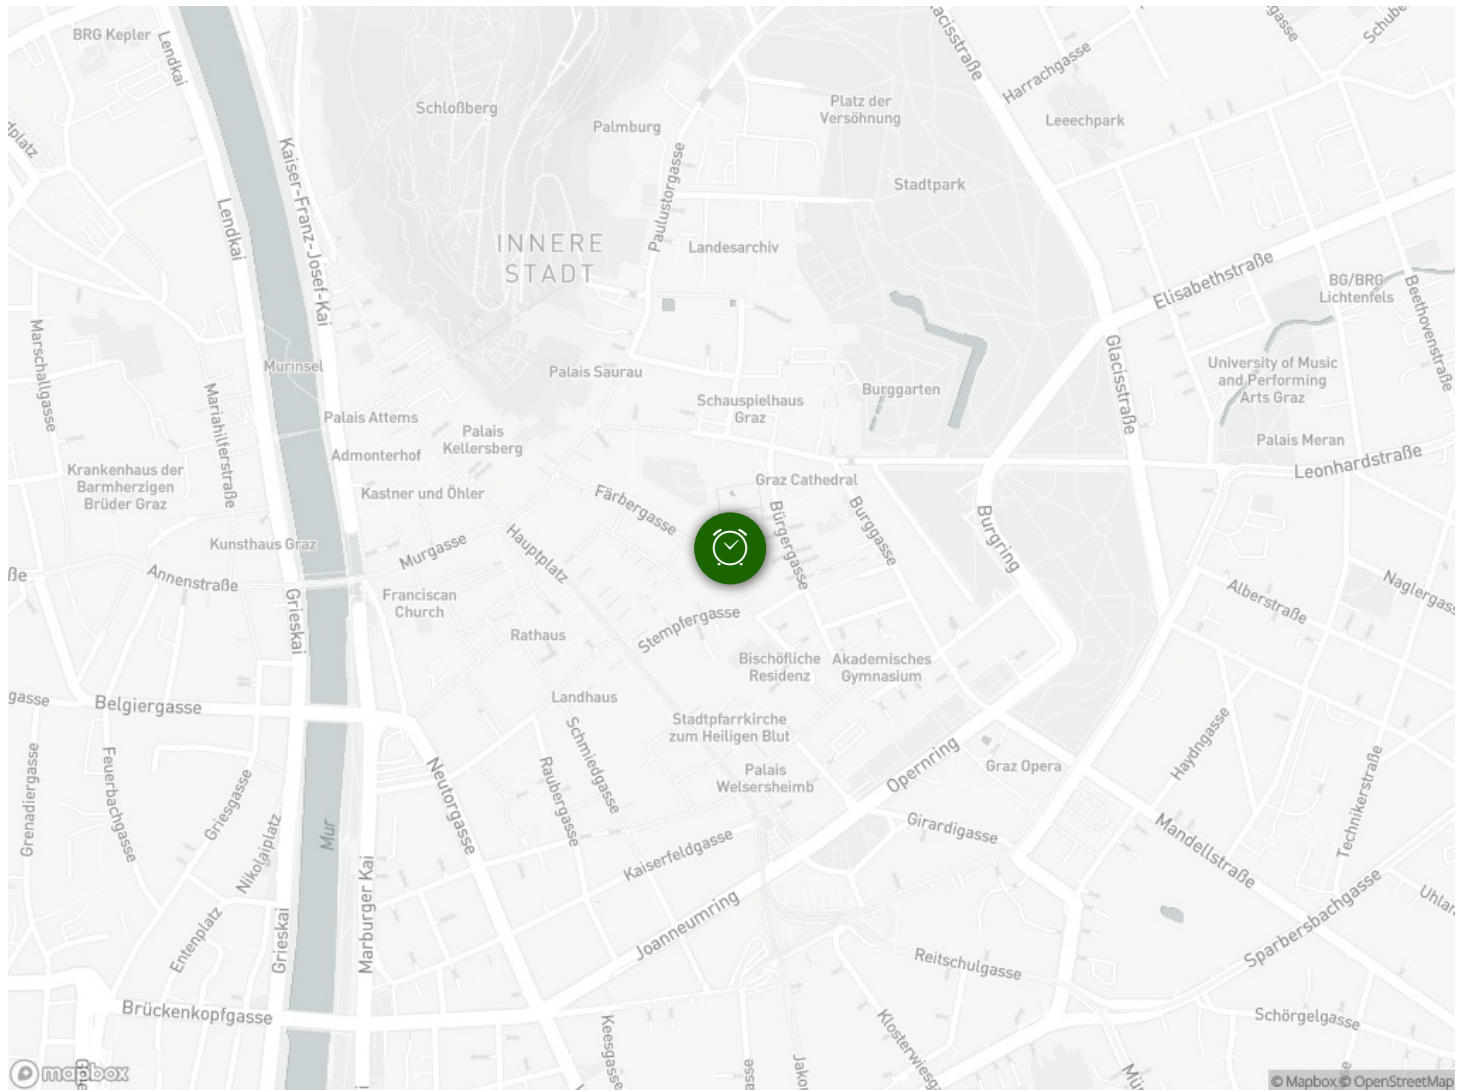 BRG Kepler
Lendkai
Schloßberg
Palmburg
Platz der
Versöhnung
Harrachgasse
Leeechpark
Kaiser-Franz-Josef-Kai
Paulustorgasse
Stadtpark
Lendkai
INNERE
STADT
Landesarchiv
Elisabethstraße
BG/BRG
Lichtenfels
Beethovenstraße
Marschallgasse
Murinsel
Mariahilferstraße
Palais Saurau
Palais Attems
Schauspielhaus
Graz
Burggarten
Glacisstraße
University of Music
and Performing
Arts Graz
Palais
Kellersberg
Admonterhof
Palais Meran
Leonhardstraße
Krankenhaus der
Barmherzigen
Brüder Graz
Kastner und Öhler
Färbergasse
Graz Cathedral
Bürgergasse
Burggasse
Burgring
Kunsthaus Graz
Murgasse
Hauptplatz
Annenstraße
Grieskai
Franciscan
Church
Stempfergasse
Alberstraße
Rathaus
Bischöfliche
Residenz
Akademisches
Gymnasium
Belgiergasse
Landhaus
Stadtpfarrkirche
zum Heiligen Blut
Schmiedgasse
Haydngasse
Grenadiergasse
Feuerbachgasse
Griesgasse
Neutorgasse
Raubergasse
Palais
Welsersheimb
Opernring
Graz Opera
Technikerstraße
Nikolaiplatz
Mur
Kaiserfeldgasse
Girardigasse
Mandellstraße
Marburger Kai
Entenplatz
Grieskai
Joanneumring
Reitschulgasse
Sparbersbachgasse
Brückenkopfgasse
Keesgasse
Schörgelgasse
mapbox
© Mapbox © OpenStreetMap